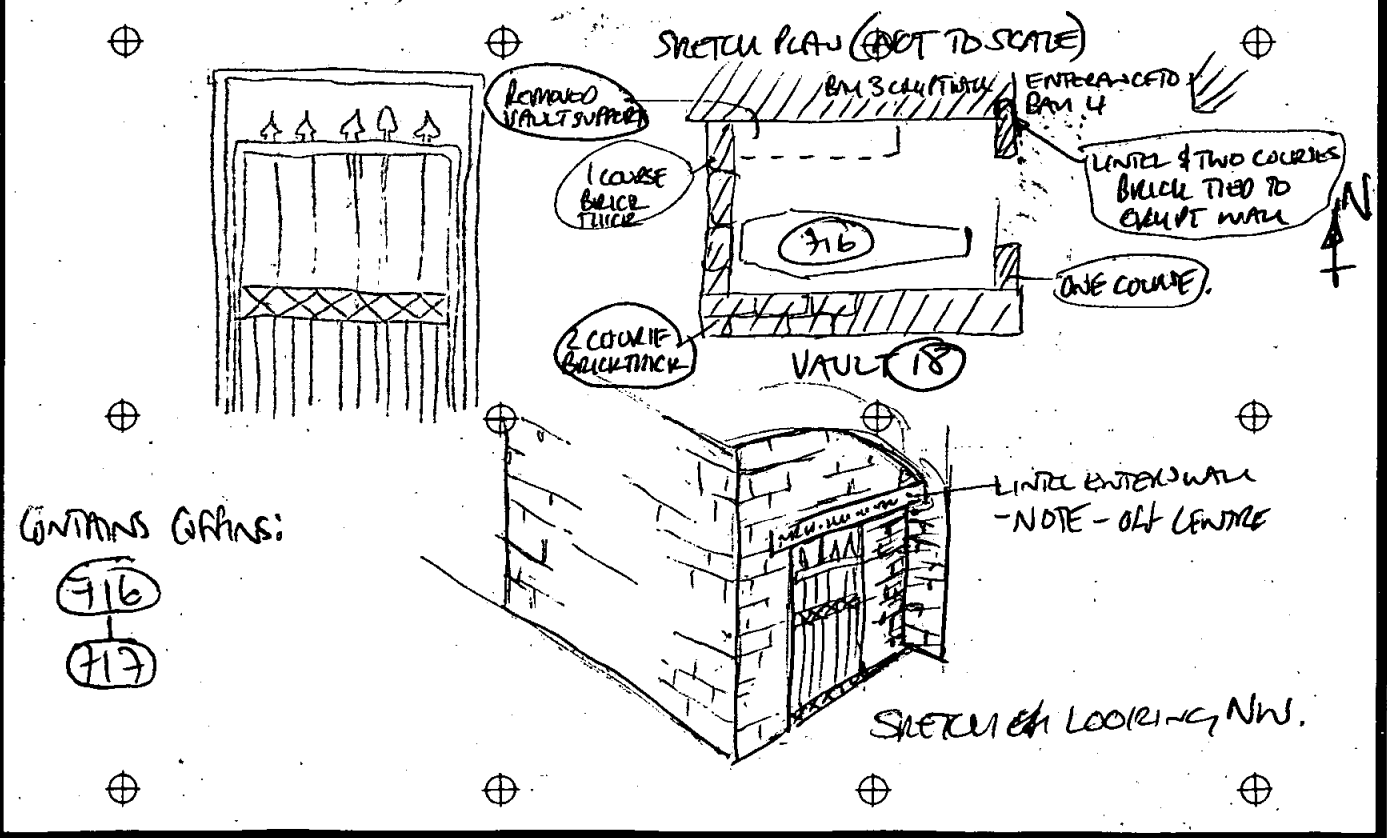 SKETCH PLAN (NOT TO SCALE)
REMOVED
VAULT SUPPORT
BAY 3 CRYPT WALL
ENTERANCE TO
BAY 4
1 COURSE
BRICK
THICK
LINTEL & TWO COURSES
BRICK TIED TO
CRYPT WALL
N
716
ONE COURSE.
2 COURSE
BRICK THICK
VAULT 18
LINTEL ENTERS WALL
-NOTE - OFF CENTRE
CONTAINS COFFINS:
716
717
SKETCH LOOKING NW.